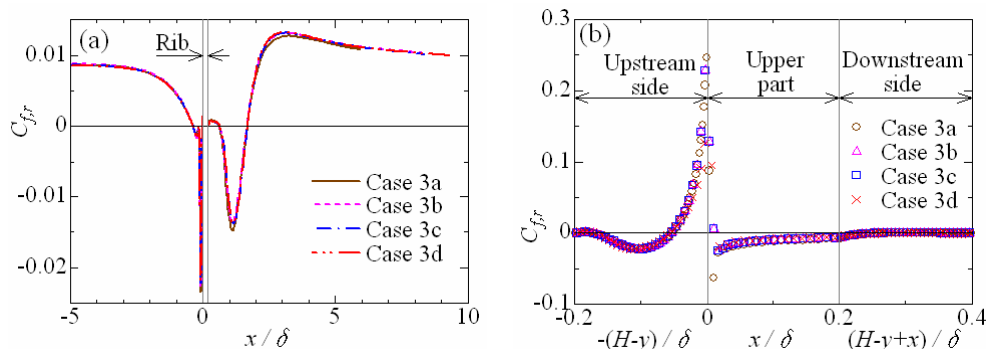 (a)
Rib
0.01
0
-0.01
-0.02
C_{f,r}
Case 3a
Case 3b
Case 3c
Case 3d
-5 0 5 10
x / δ
(b)
0.3
0.2
0.1
0
-0.1
C_{f,r}
Upstream side
Upper part
Downstream side
Case 3a
Case 3b
Case 3c
Case 3d
-0.2 0 0.2 0.4
-(H-y) / δ x / δ (H-y+x) / δ